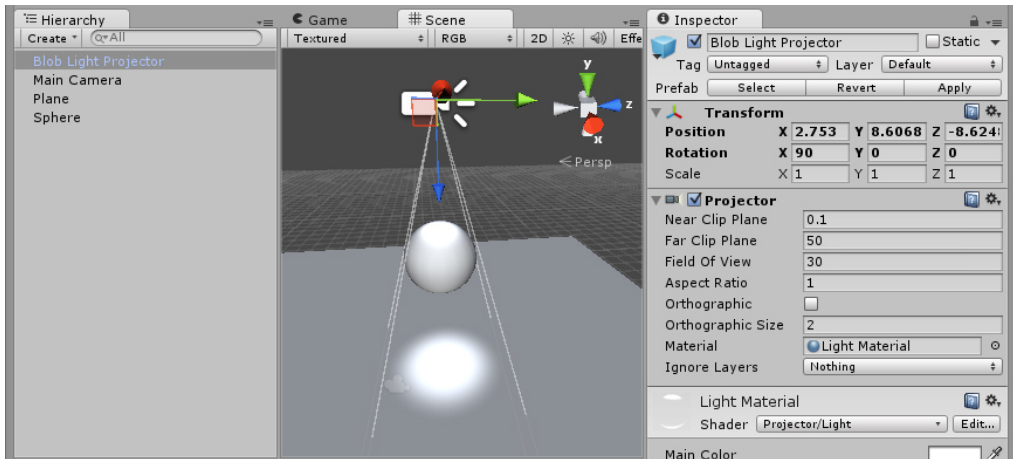 Hierarchy
Create
All
Blob Light Projector
Main Camera
Plane
Sphere
Game
Scene
Textured
RGB
2D
Effe
y
z
x
Persp
Inspector
Blob Light Projector
Static
Tag Untagged Layer Default
Prefab Select Revert Apply
Transform
Position X 2.753 Y 8.6068 Z -8.624
Rotation X 90 Y 0 Z 0
Scale X 1 Y 1 Z 1
Projector
Near Clip Plane 0.1
Far Clip Plane 50
Field Of View 30
Aspect Ratio 1
Orthographic
Orthographic Size 2
Material Light Material
Ignore Layers Nothing
Light Material
Shader Projector/Light Edit...
Main Color